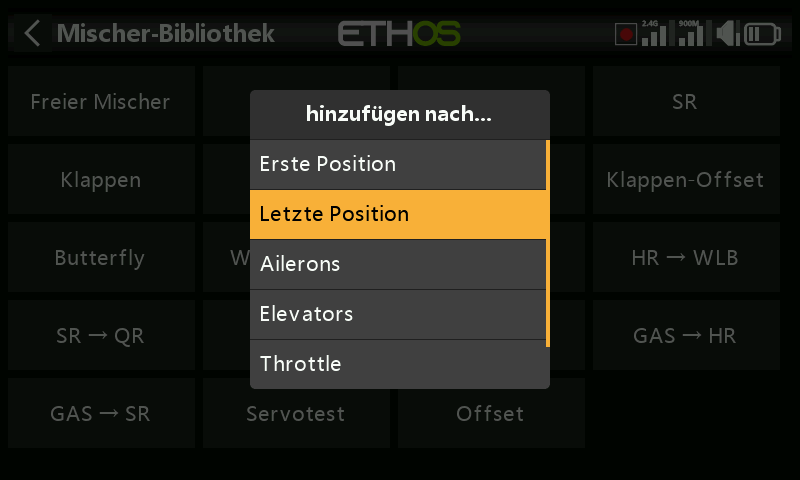 Mischer-Bibliothek
ETHOS
2.4G
900M
Freier Mischer
SR
hinzufügen nach...
Erste Position
Klappen
Klappen-Offset
Letzte Position
Butterfly
W
Ailerons
HR → WLB
Elevators
SR → QR
GAS → HR
Throttle
GAS → SR
Servotest
Offset